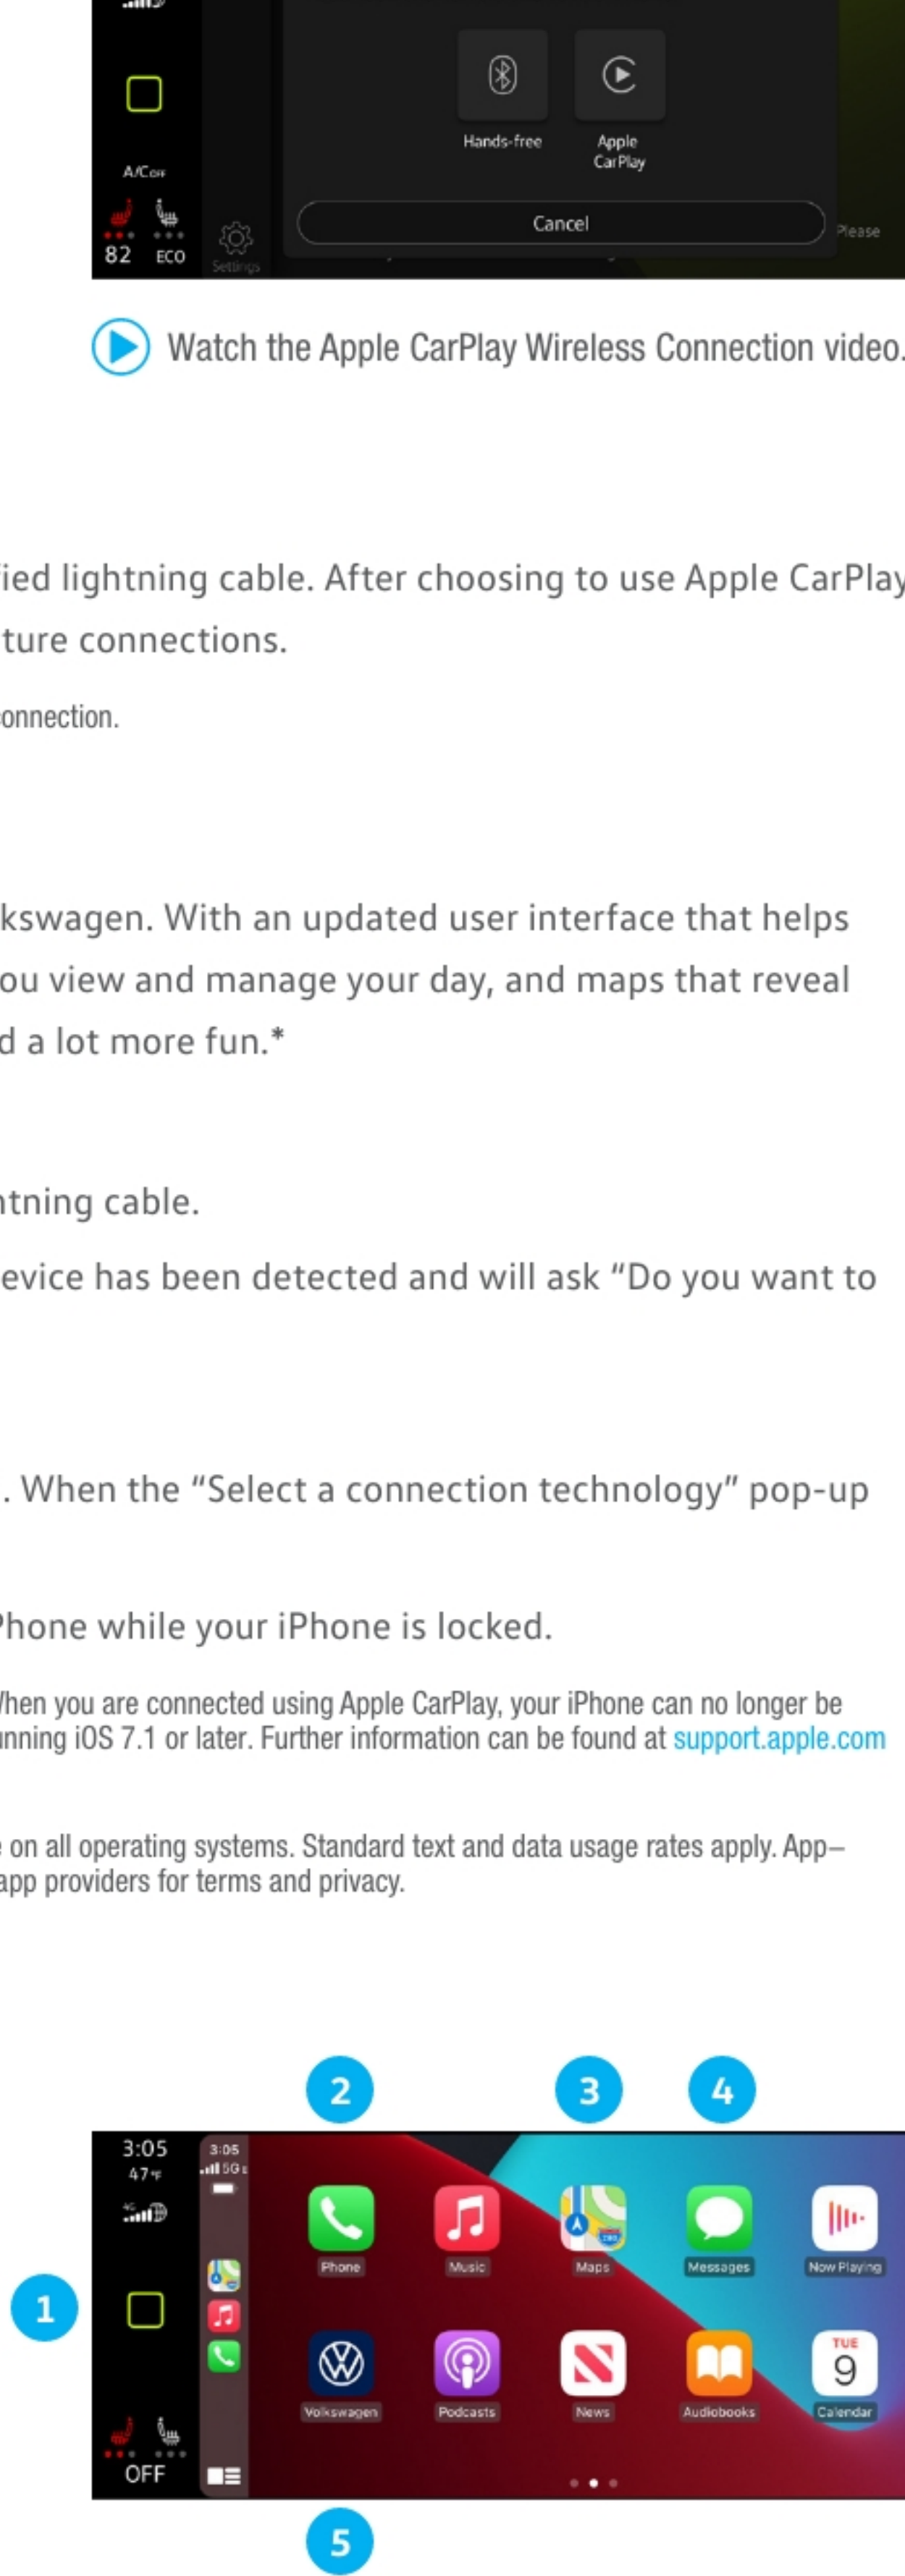 Hands-free
Apple
CarPlay
A/C OFF
Cancel
82 ECO
Settings
Please
Watch the Apple CarPlay Wireless Connection video.
fied lightning cable. After choosing to use Apple CarPlay
ture connections.
connection.
kswagen. With an updated user interface that helps
ou view and manage your day, and maps that reveal
d a lot more fun.*
htning cable.
evice has been detected and will ask “Do you want to
. When the “Select a connection technology” pop-up
Phone while your iPhone is locked.
When you are connected using Apple CarPlay, your iPhone can no longer be
unning iOS 7.1 or later. Further information can be found at support.apple.com
e on all operating systems. Standard text and data usage rates apply. App–
app providers for terms and privacy.
2 3 4
3:05 3:05
47°F 5G E
4G
Phone Music Maps Messages Now Playing
1
TUE
9
Volkswagen Podcasts News Audiobooks Calendar
OFF
5